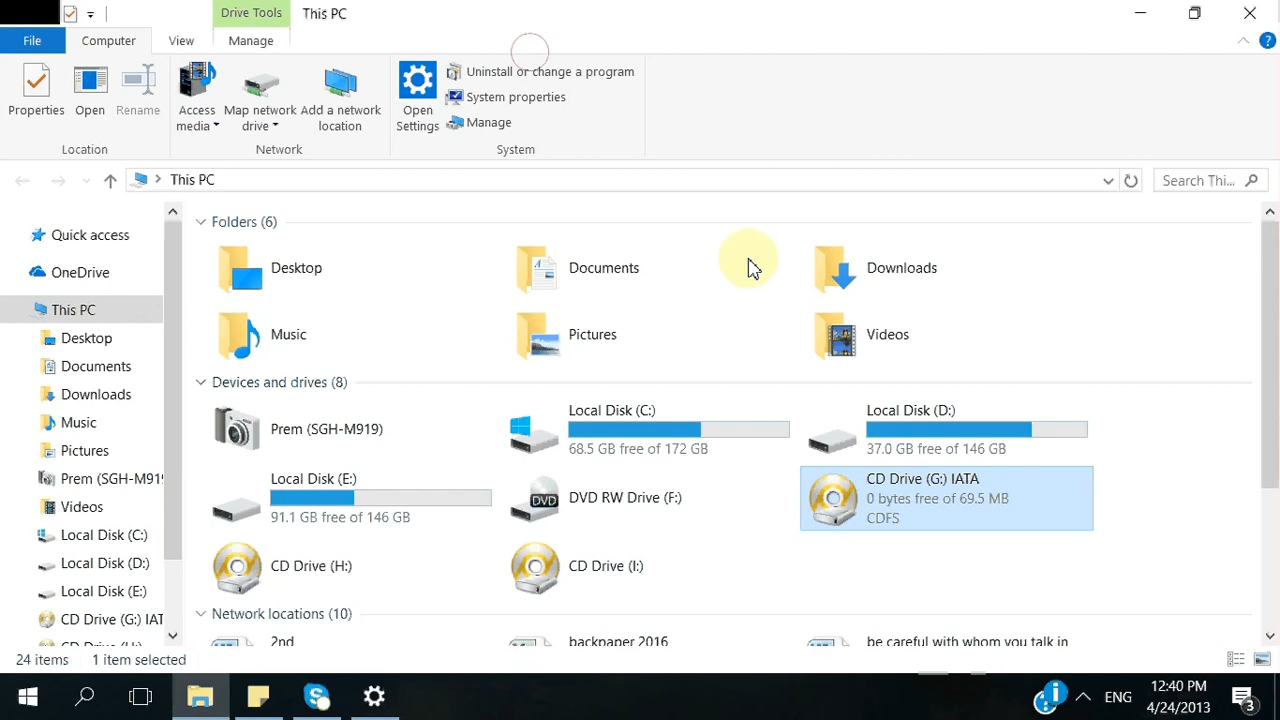 Drive Tools
This PC
File
Computer
View
Manage
Properties
Open
Rename
Access media
Map network drive
Add a network location
Open Settings
Uninstall or change a program
System properties
Manage
Location
Network
System
This PC
Search Thi...
Quick access
OneDrive
This PC
Desktop
Documents
Downloads
Music
Pictures
Prem (SGH-M919
Videos
Local Disk (C:)
Local Disk (D:)
Local Disk (E:)
CD Drive (G:) IAT
Folders (6)
Desktop
Documents
Downloads
Music
Pictures
Videos
Devices and drives (8)
Prem (SGH-M919)
Local Disk (C:)
68.5 GB free of 172 GB
Local Disk (D:)
37.0 GB free of 146 GB
Local Disk (E:)
91.1 GB free of 146 GB
DVD RW Drive (F:)
DVD
CD Drive (G:) IATA
0 bytes free of 69.5 MB
CDFS
CD Drive (H:)
CD Drive (I:)
Network locations (10)
2nd
backpaper 2016
be careful with whom you talk in
24 items
1 item selected
ENG
12:40 PM
4/24/2013
3